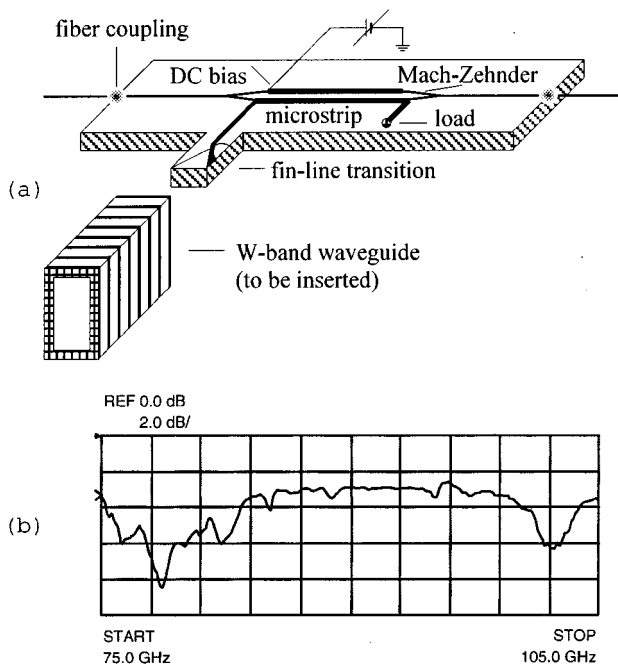 fiber coupling
DC bias
Mach-Zehnder
microstrip
load
fin-line transition
(a)
W-band waveguide
(to be inserted)
REF 0.0 dB
2.0 dB/
(b)
START
75.0 GHz
STOP
105.0 GHz